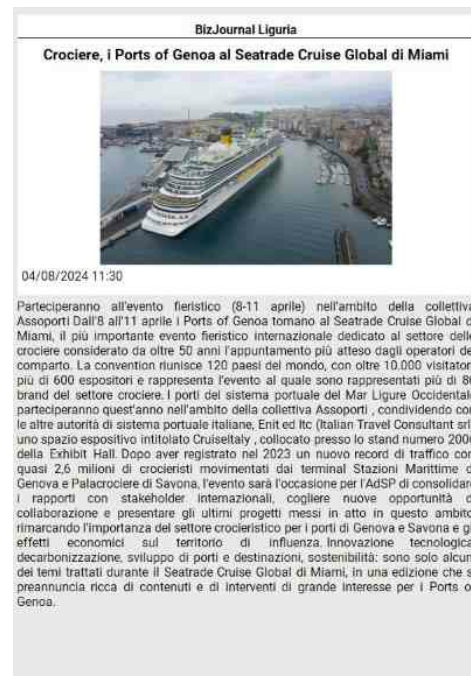 BizJournal Liguria
Crociere, i Ports of Genoa al Seatrade Cruise Global di Miami
04/08/2024 11:30
Parteciperanno all'evento fieristico (8-11 aprile) nell'ambito della collettiva
Assoporti Dall'8 all'11 aprile i Ports of Genoa tornano al Seatrade Cruise Global
Miami, il più importante evento fieristico internazionale dedicato al settore delle
crociere considerato da oltre 50 anni l'appuntamento più atteso dagli operatori del
comparto. La convention riunisce 120 paesi del mondo, con oltre 10.000 visitatori
più di 600 espositori e rappresenta l'evento al quale sono rappresentati più di 80
brand del settore crociere. I porti del sistema portuale del Mar Ligure Occidentale
parteciperanno quest'anno nell'ambito della collettiva Assoporti , condividendo con
le altre autorità di sistema portuale italiane, Enit ed Itc (Italian Travel Consultant srl)
uno spazio espositivo intitolato CruiseItaly , collocato presso lo stand numero 2006
della Exhibit Hall. Dopo aver registrato nel 2023 un nuovo record di traffico con
quasi 2,6 milioni di crocieristi movimentati dai terminal Stazioni Marittime di
Genova e Palacrociere di Savona, l'evento sarà l'occasione per l'AdSP di consolidare
i rapporti con stakeholder internazionali, cogliere nuove opportunità
collaborazione e presentare gli ultimi progetti messi in atto in questo ambito
rimarcando l'importanza del settore crocieristico per i porti di Genova e Savona e gli
effetti economici sul territorio di influenza. Innovazione tecnologica
decarbonizzazione, sviluppo di porti e destinazioni, sostenibilità: sono solo alcuni
dei temi trattati durante il Seatrade Cruise Global di Miami, in una edizione che si
preannuncia ricca di contenuti e di interventi di grande interesse per i Ports of
Genoa.